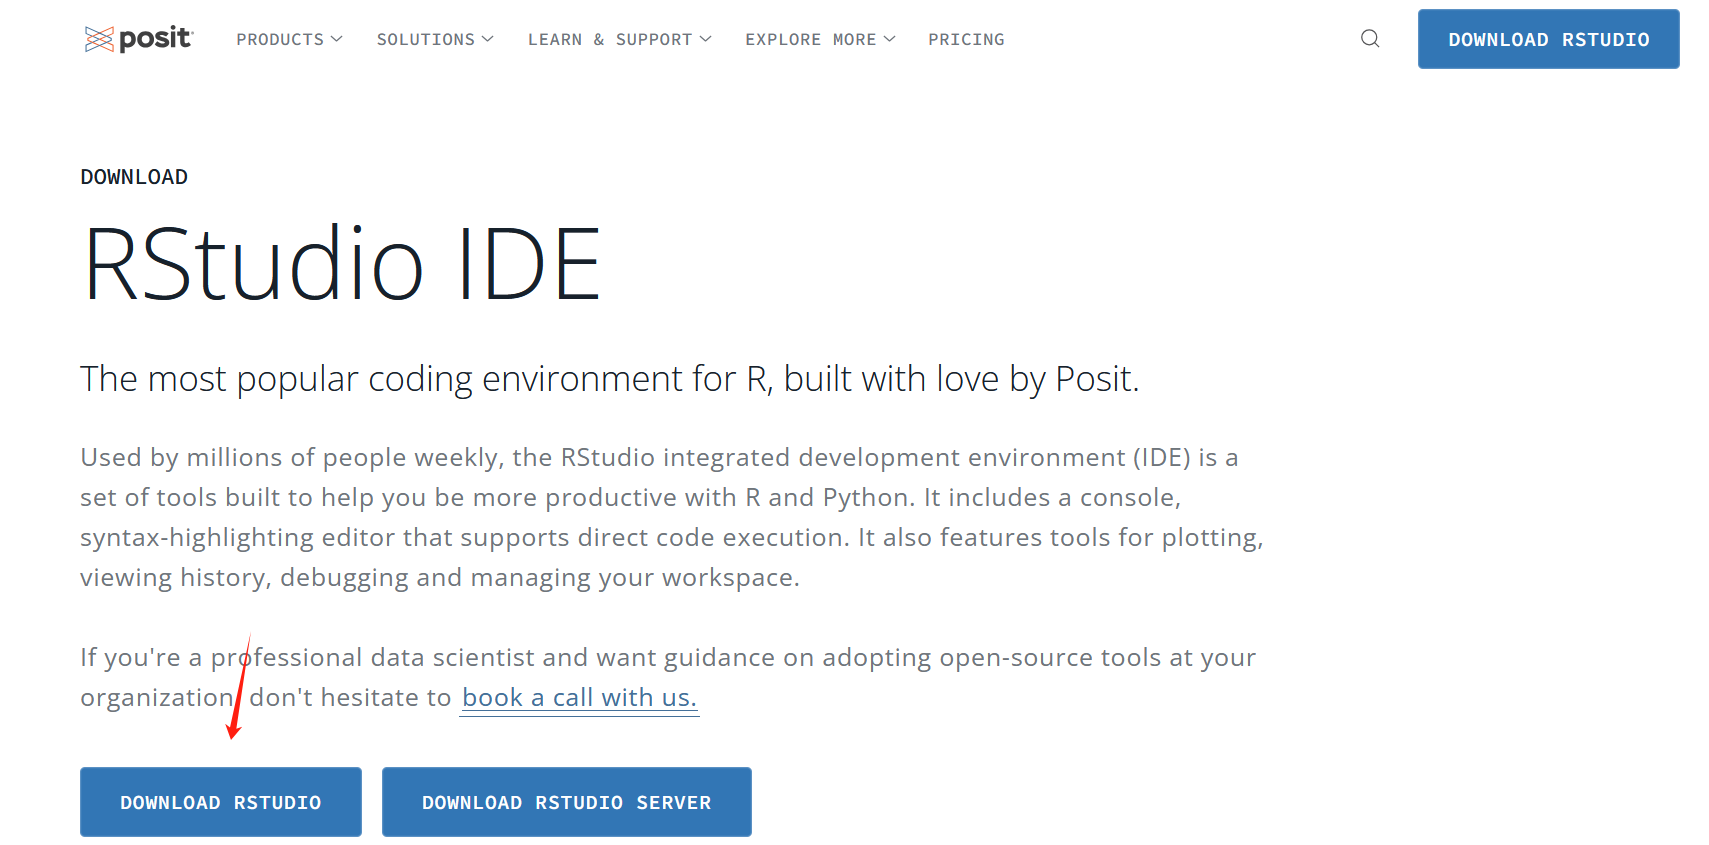 posit PRODUCTS SOLUTIONS LEARN & SUPPORT EXPLORE MORE PRICING DOWNLOAD RSTUDIO
DOWNLOAD
RStudio IDE
The most popular coding environment for R, built with love by Posit.
Used by millions of people weekly, the RStudio integrated development environment (IDE) is a
set of tools built to help you be more productive with R and Python. It includes a console,
syntax-highlighting editor that supports direct code execution. It also features tools for plotting,
viewing history, debugging and managing your workspace.
If you're a professional data scientist and want guidance on adopting open-source tools at your
organization, don't hesitate to book a call with us.
DOWNLOAD RSTUDIO DOWNLOAD RSTUDIO SERVER